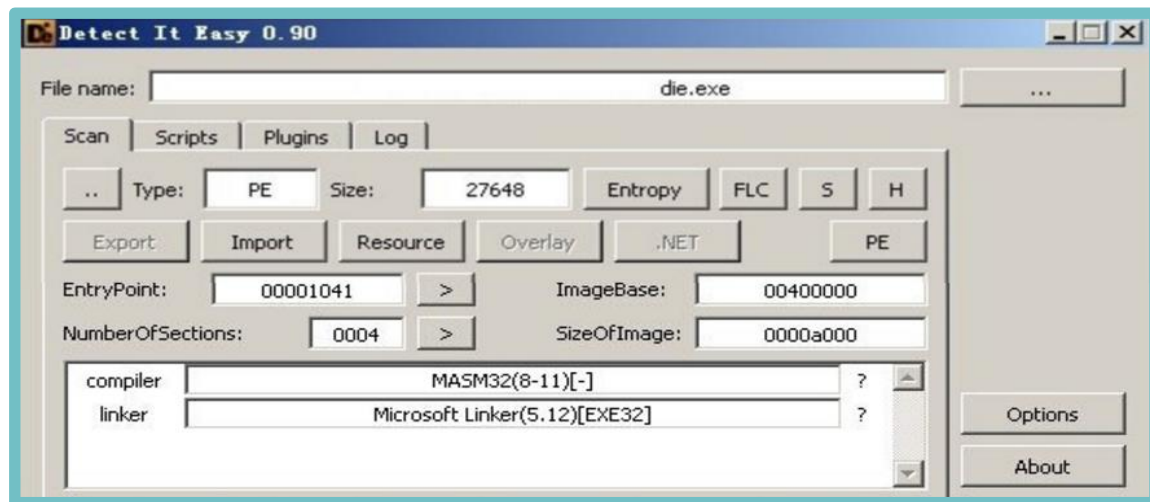 Detect It Easy 0.90
File name: die.exe ...
Scan Scripts Plugins Log
.. Type: PE Size: 27648 Entropy FLC S H
Export Import Resource Overlay .NET PE
EntryPoint: 00001041 > ImageBase: 00400000
NumberOfSections: 0004 > SizeOfImage: 0000a000
compiler MASM32(8-11)[-] ?
linker Microsoft Linker(5.12)[EXE32] ?
Options
About